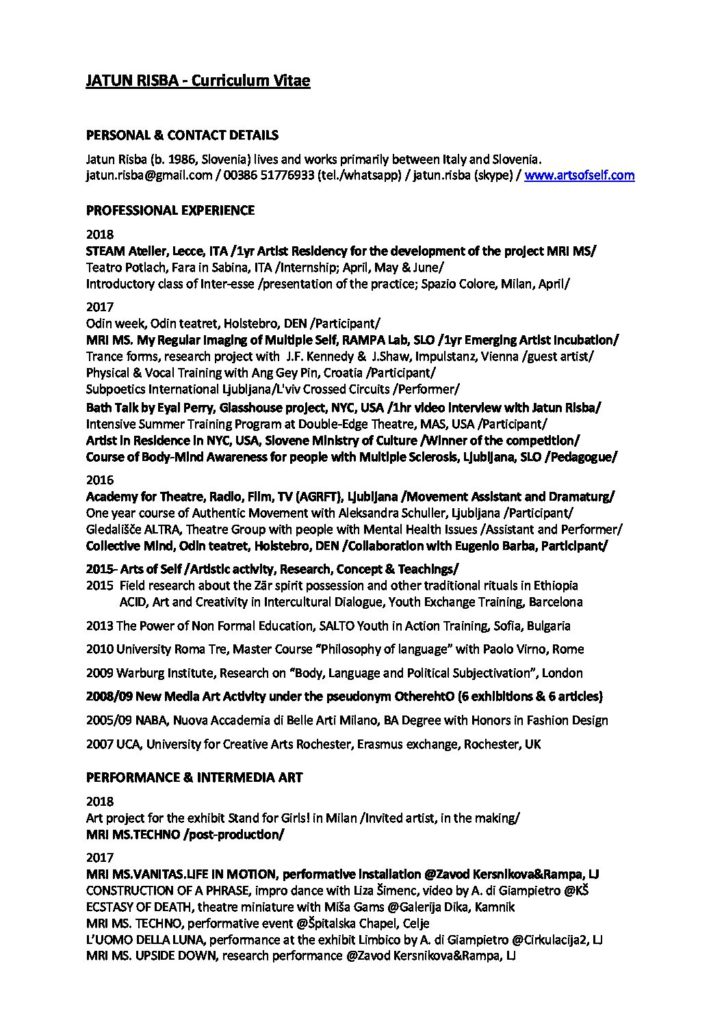 JATUN RISBA - Curriculum Vitae
PERSONAL & CONTACT DETAILS
Jatun Risba (b. 1986, Slovenia) lives and works primarily between Italy and Slovenia.
jatun.risba@gmail.com / 00386 51776933 (tel./whatsapp) / jatun.risba (skype) / www.artsofself.com
PROFESSIONAL EXPERIENCE
2018
STEAM Atelier, Lecce, ITA /1yr Artist Residency for the development of the project MRI MS/
Teatro Potlach, Fara in Sabina, ITA /Internship; April, May & June/
Introductory class of Inter-esse /presentation of the practice; Spazio Colore, Milan, April/
2017
Odin week, Odin teatret, Holstebro, DEN /Participant/
MRI MS. My Regular Imaging of Multiple Self, RAMPA Lab, SLO /1yr Emerging Artist Incubation/
Trance forms, research project with J.F. Kennedy & J.Shaw, Impulstanz, Vienna /guest artist/
Physical & Vocal Training with Ang Gey Pin, Croatia /Participant/
Subpoetics International Ljubljana/L'viv Crossed Circuits /Performer/
Bath Talk by Eyal Perry, Glasshouse project, NYC, USA /1hr video interview with Jatun Risba/
Intensive Summer Training Program at Double-Edge Theatre, MAS, USA /Participant/
Artist in Residence in NYC, USA, Slovene Ministry of Culture /Winner of the competition/
Course of Body-Mind Awareness for people with Multiple Sclerosis, Ljubljana, SLO /Pedagogue/
2016
Academy for Theatre, Radio, Film, TV (AGRFT), Ljubljana /Movement Assistant and Dramaturg/
One year course of Authentic Movement with Aleksandra Schuller, Ljubljana /Participant/
Gledališče ALTRA, Theatre Group with people with Mental Health Issues /Assistant and Performer/
Collective Mind, Odin teatret, Holstebro, DEN /Collaboration with Eugenio Barba, Participant/
2015- Arts of Self /Artistic activity, Research, Concept & Teachings/
2015 Field research about the Zār spirit possession and other traditional rituals in Ethiopia
ACID, Art and Creativity in Intercultural Dialogue, Youth Exchange Training, Barcelona
2013 The Power of Non Formal Education, SALTO Youth in Action Training, Sofia, Bulgaria
2010 University Roma Tre, Master Course “Philosophy of language” with Paolo Virno, Rome
2009 Warburg Institute, Research on “Body, Language and Political Subjectivation”, London
2008/09 New Media Art Activity under the pseudonym OtherehtO (6 exhibitions & 6 articles)
2005/09 NABA, Nuova Accademia di Belle Arti Milano, BA Degree with Honors in Fashion Design
2007 UCA, University for Creative Arts Rochester, Erasmus exchange, Rochester, UK
PERFORMANCE & INTERMEDIA ART
2018
Art project for the exhibit Stand for Girls! in Milan /Invited artist, in the making/
MRI MS.TECHNO /post-production/
2017
MRI MS.VANITAS.LIFE IN MOTION, performative installation @Zavod Kersnikova&Rampa, LJ
CONSTRUCTION OF A PHRASE, impro dance with Liza Šimenc, video by A. di Giampietro @KŠ
ECSTASY OF DEATH, theatre miniature with Miša Gams @Galerija Dika, Kamnik
MRI MS. TECHNO, performative event @Špitalska Chapel, Celje
L’UOMO DELLA LUNA, performance at the exhibit Limbico by A. di Giampietro @Cirkulacija2, LJ
MRI MS. UPSIDE DOWN, research performance @Zavod Kersnikova&Rampa, LJ